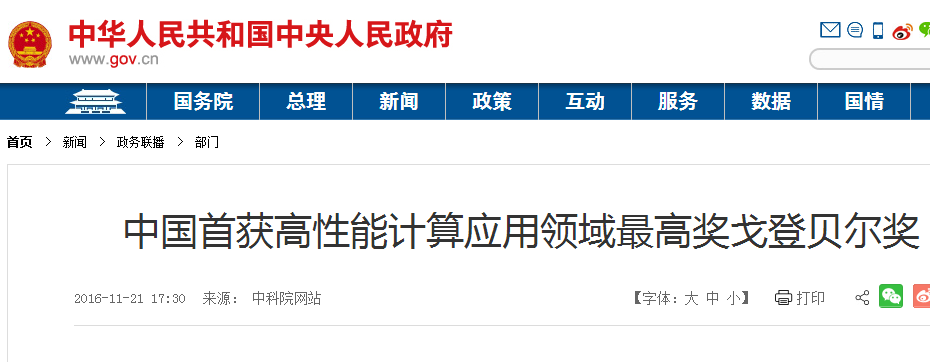 中华人民共和国中央人民政府
www.gov.cn
国务院 总理 新闻 政策 互动 服务 数据 国情
首页 > 新闻 > 政务联播 > 部门
中国首获高性能计算应用领域最高奖戈登贝尔奖
2016-11-21 17:30 来源： 中科院网站 【字体：大 中 小】 打印